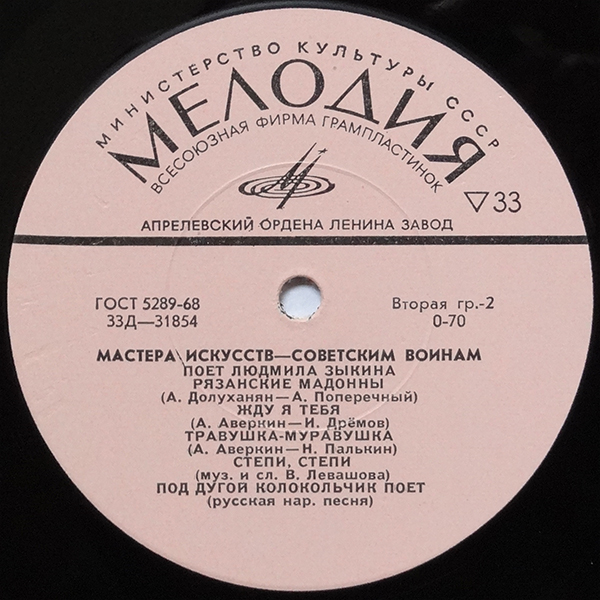 МИНИСТЕРСТВО КУЛЬТУРЫ СССР
МЕЛОДИЯ
ВСЕСОЮЗНАЯ ФИРМА ГРАМПЛАСТИНОК
▽33
АПРЕЛЕВСКИЙ ОРДЕНА ЛЕНИНА ЗАВОД
ГОСТ 5289-68
33Д—31854
Вторая гр.-2
0-70
МАСТЕРА ИСКУССТВ—СОВЕТСКИМ ВОИНАМ
ПОЕТ ЛЮДМИЛА ЗЫКИНА
РЯЗАНСКИЕ МАДОННЫ
(А. Долуханян—А. Поперечный)
ЖДУ Я ТЕБЯ
(А. Аверкин—И. Дрёмов)
ТРАВУШКА-МУРАВУШКА
(А. Аверкин—Н. Палькин)
СТЕПИ, СТЕПИ
(муз. и сл. В. Левашова)
ПОД ДУГОЙ КОЛОКОЛЬЧИК ПОЕТ
(русская нар. песня)